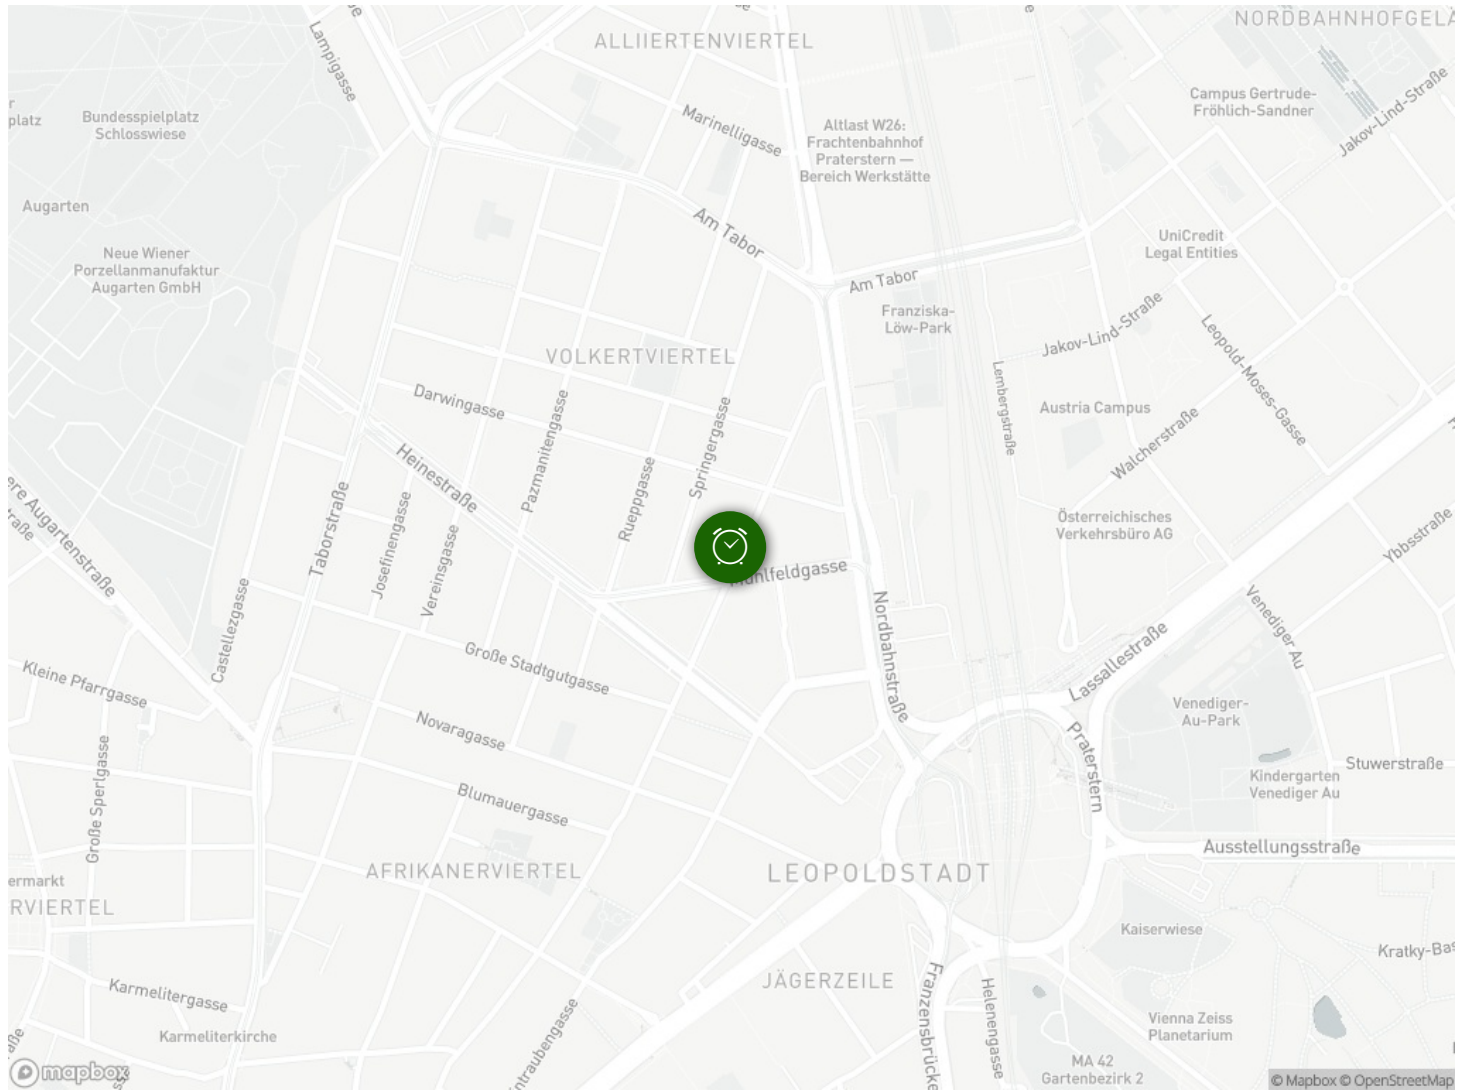 NORDBAHNHOFGELÄ
ALLIIERTENVIERTEL
Lampigasse
Bundesspielplatz
Schlosswiese
Marinelligasse
Altlast W26:
Frachtenbahnhof
Praterstern —
Bereich Werkstätte
Campus Gertrude-
Fröhlich-Sandner
Jakov-Lind-Straße
platz
Augarten
Am Tabor
Neue Wiener
Porzellanmanufaktur
Augarten GmbH
UniCredit
Legal Entities
Am Tabor
Franziska-
Löw-Park
Jakov-Lind-Straße
Leopold-Moses-Gasse
VOLKERTVIERTEL
Darwingasse
Pazmanitengasse
Springergasse
Lembergstraße
Austria Campus
Walcherstraße
Heinestraße
Rueppgasse
Taborstraße
Josefinengasse
Vereinsgasse
ere Augartenstraße
raße
Österreichisches
Verkehrsbüro AG
Ybbsstraße
Mühlfeldgasse
Nordbahnstraße
Venediger Au
Castellezgasse
Große Stadtgutgasse
Lassallestraße
Kleine Pfarrgasse
Venediger-
Au-Park
Novaragasse
Praterstern
Große Sperlgasse
Stuwerstraße
Kindergarten
Venediger Au
Blumauergasse
Ausstellungsstraße
AFRIKANERVIERTEL
LEOPOLDSTADT
ermarkt
RVIERTEL
Kaiserwiese
Kratky-Bas
JÄGERZEILE
Franzensbrücke
Helenengasse
Karmelitergasse
Karmeliterkirche
ntraubengasse
Vienna Zeiss
Planetarium
MA 42
Gartenbezirk 2
mapbox
© Mapbox © OpenStreetMap